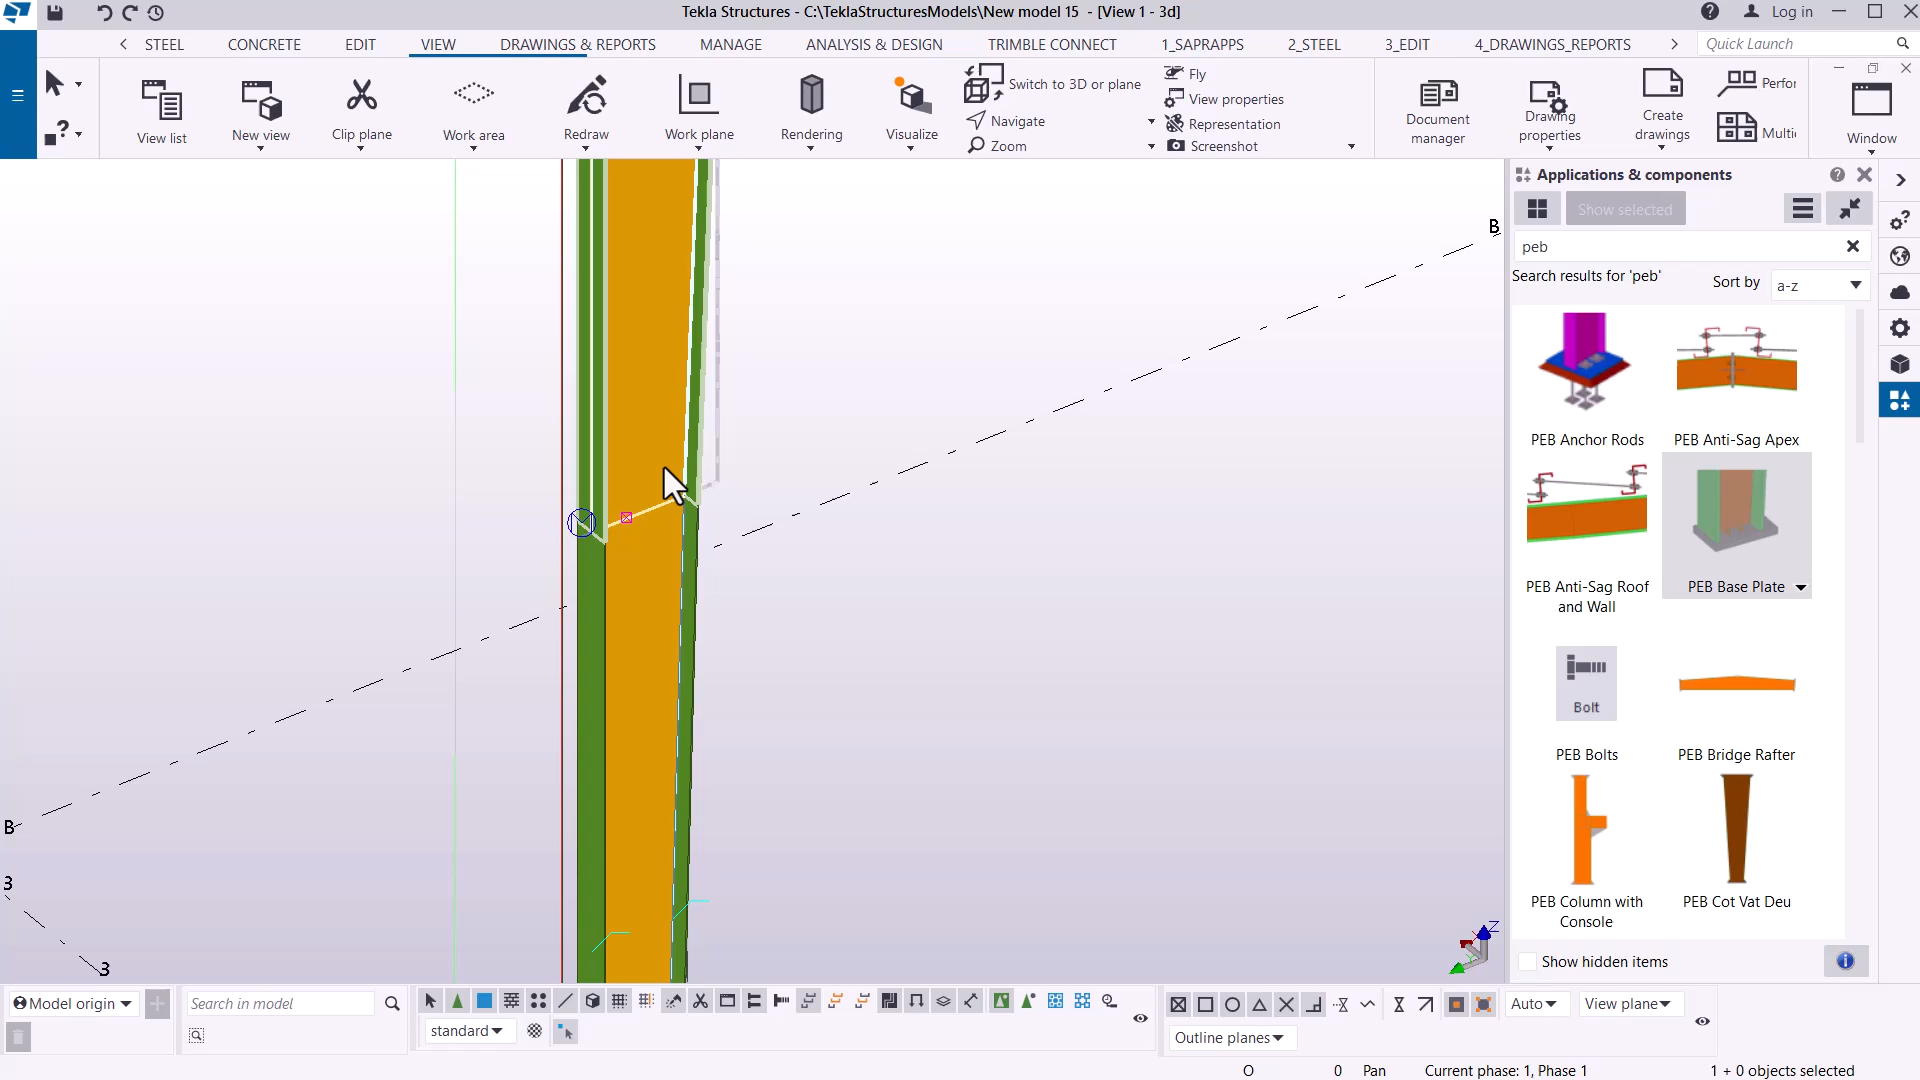 Tekla Structures - C:\TeklaStructuresModels\New model 15 - [View 1 - 3d]
Log in
STEEL
CONCRETE
EDIT
VIEW
DRAWINGS & REPORTS
MANAGE
ANALYSIS & DESIGN
TRIMBLE CONNECT
1_SAPRAPPS
2_STEEL
3_EDIT
4_DRAWINGS_REPORTS
Quick Launch
View list
New view
Clip plane
Work area
Redraw
Work plane
Rendering
Visualize
Switch to 3D or plane
Navigate
Zoom
Fly
View properties
Representation
Screenshot
Document
manager
Drawing
properties
Create
drawings
Perfor
Multi
Window
Applications & components
Show selected
peb
Search results for 'peb'
Sort by
a-z
PEB Anchor Rods
PEB Anti-Sag Apex
PEB Anti-Sag Roof
and Wall
PEB Base Plate
Bolt
PEB Bolts
PEB Bridge Rafter
PEB Column with
Console
PEB Cot Vat Deu
Show hidden items
B
B
3
3
Z
Model origin
Search in model
standard
Auto
View plane
Outline planes
O
0
Pan
Current phase: 1, Phase 1
1 + 0 objects selected